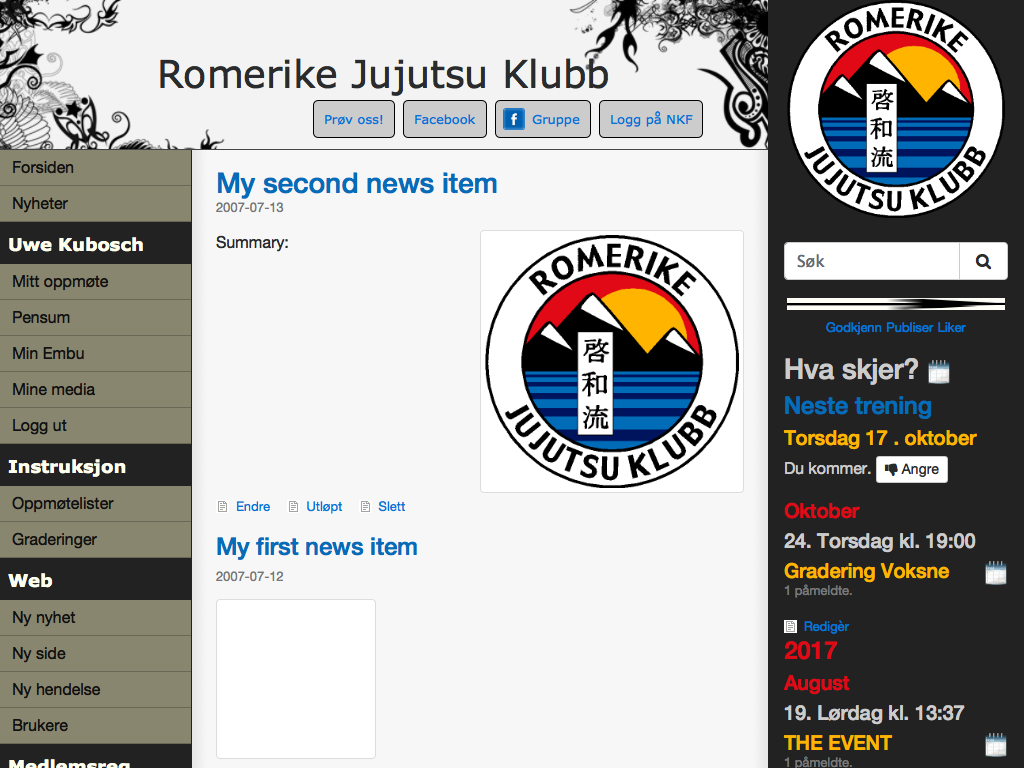 Romerike Jujutsu Klubb
Prøv oss!
Facebook
Gruppe
Logg på NKF
Forsiden
Nyheter
Uwe Kubosch
Mitt oppmøte
Pensum
Min Embu
Mine media
Logg ut
Instruksjon
Oppmøtelister
Graderinger
Web
Ny nyhet
Ny side
Ny hendelse
Brukere
Medlemsreg
My second news item
2007-07-13
Summary:
ROMERIKE
啓和流
JUJUTSU KLUBB
Endre
Utløpt
Slett
My first news item
2007-07-12
ROMERIKE
啓和流
JUJUTSU KLUBB
Søk
Godkjenn Publiser Liker
Hva skjer?
Neste trening
Torsdag 17 . oktober
Du kommer.
Angre
Oktober
24. Torsdag kl. 19:00
Gradering Voksne
1 påmeldte.
Redigèr
2017
August
19. Lørdag kl. 13:37
THE EVENT
1 påmeldte.